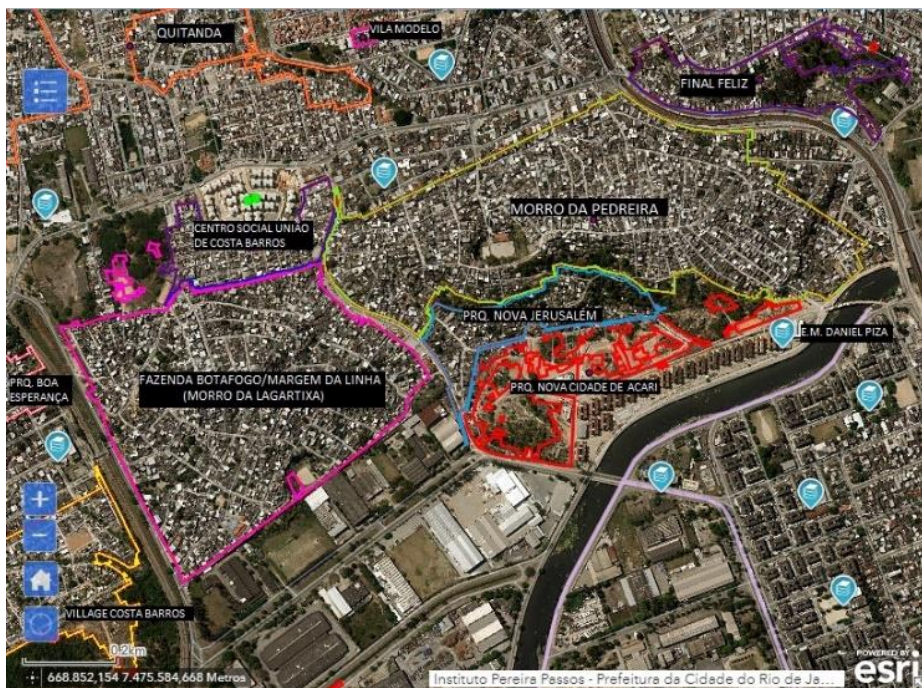 QUITANDA
VILA MODELO
FINAL FELIZ
MORRO DA PEDREIRA
CENTRO SOCIAL UNIÃO
DE COSTA BARROS
PRQ. NOVA JERUSALÉM
E.M. DANIEL PIZA
PRQ. BOA
ESPERANÇA
FAZENDA BOTAFOGO/MARGEM DA LINHA
(MORRO DA LAGARTIXA)
PRQ. NOVA CIDADE DE ACARI
VILLAGE COSTA BARROS
0.2km
668.852,154 7.475.584,668 Metros
Instituto Pereira Passos - Prefeitura da Cidade do Rio de Ja...
POWERED BY
esri